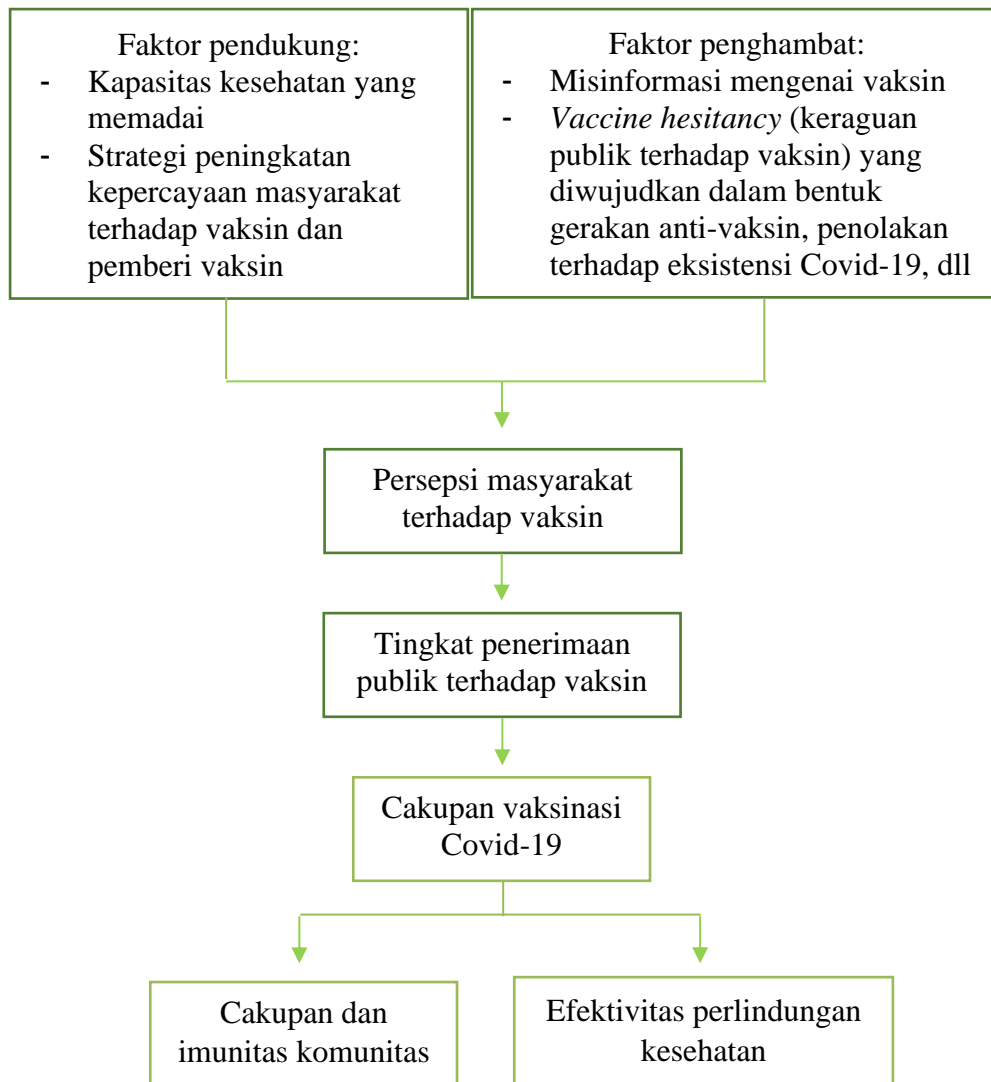 Faktor pendukung:
- Kapasitas kesehatan yang
memadai
- Strategi peningkatan
kepercayaan masyarakat
terhadap vaksin dan
pemberi vaksin
Faktor penghambat:
- Misinformasi mengenai vaksin
- Vaccine hesitancy (keraguan
publik terhadap vaksin) yang
diwujudkan dalam bentuk
gerakan anti-vaksin, penolakan
terhadap eksistensi Covid-19, dll
Persepsi masyarakat
terhadap vaksin
Tingkat penerimaan
publik terhadap vaksin
Cakupan vaksinasi
Covid-19
Cakupan dan
imunitas komunitas
Efektivitas perlindungan
kesehatan